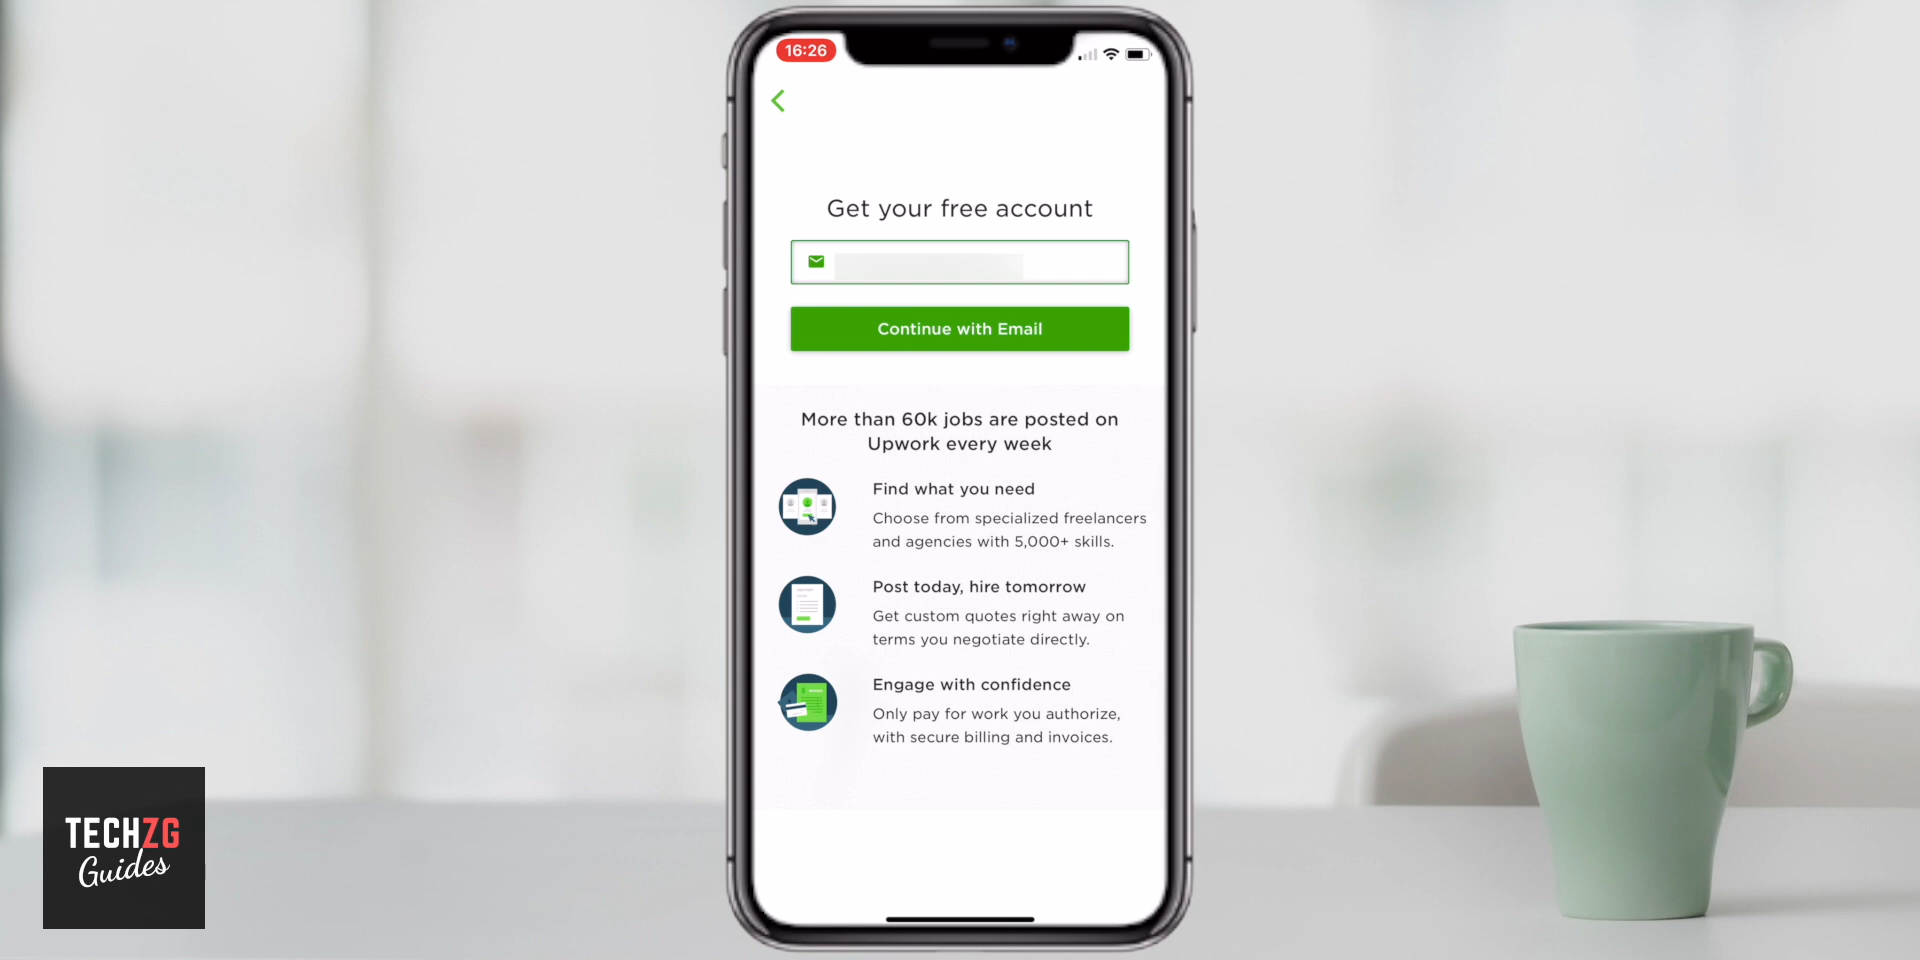 16:26
Get your free account
Continue with Email
More than 60k jobs are posted on
Upwork every week
Find what you need
Choose from specialized freelancers
and agencies with 5,000+ skills.
Post today, hire tomorrow
Get custom quotes right away on
terms you negotiate directly.
Engage with confidence
Only pay for work you authorize,
with secure billing and invoices.
TECHZG
Guides